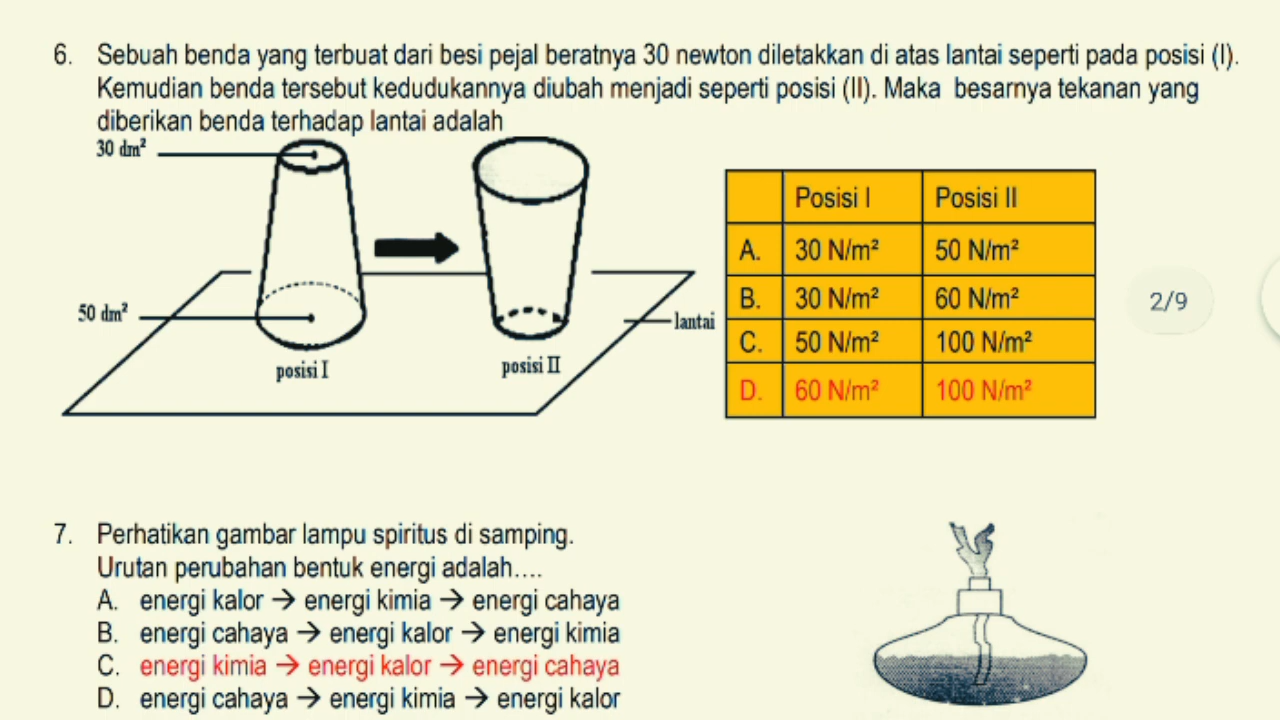 6. Sebuah benda yang terbuat dari besi pejal beratnya 30 newton diletakkan di atas lantai seperti pada posisi (I).
Kemudian benda tersebut kedudukannya diubah menjadi seperti posisi (II). Maka besarnya tekanan yang
diberikan benda terhadap lantai adalah
30 dm²
50 dm²
posisi I
posisi II
lantai
Posisi I Posisi II
A. 30 N/m² 50 N/m²
B. 30 N/m² 60 N/m²
C. 50 N/m² 100 N/m²
D. 60 N/m² 100 N/m²
2/9
7. Perhatikan gambar lampu spiritus di samping.
Urutan perubahan bentuk energi adalah....
A. energi kalor → energi kimia → energi cahaya
B. energi cahaya → energi kalor → energi kimia
C. energi kimia → energi kalor → energi cahaya
D. energi cahaya → energi kimia → energi kalor